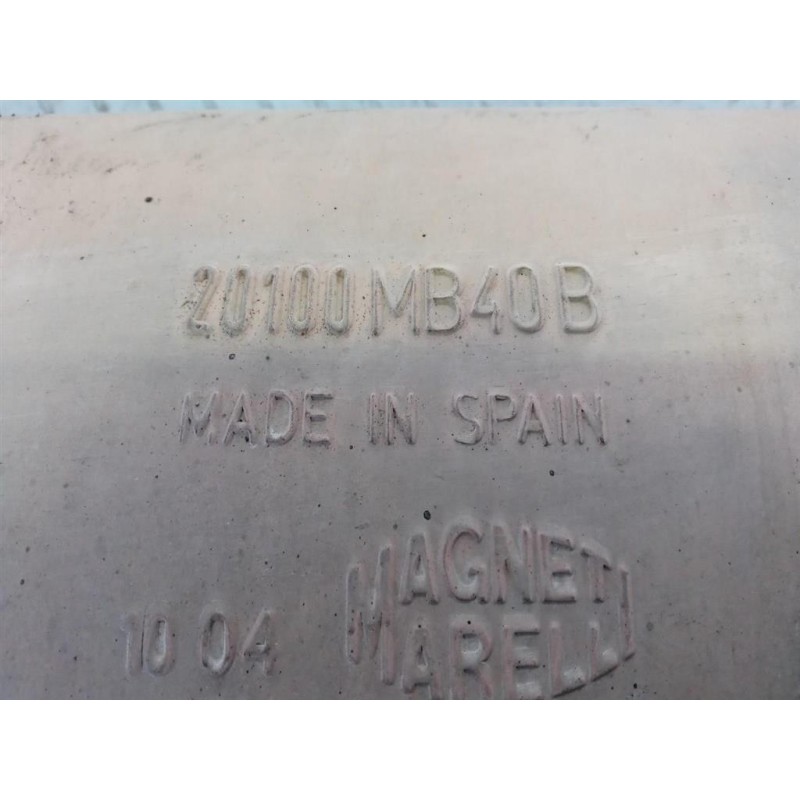 20100MB40B
MADE IN SPAIN
MAGNETI
10 04 MARELLI